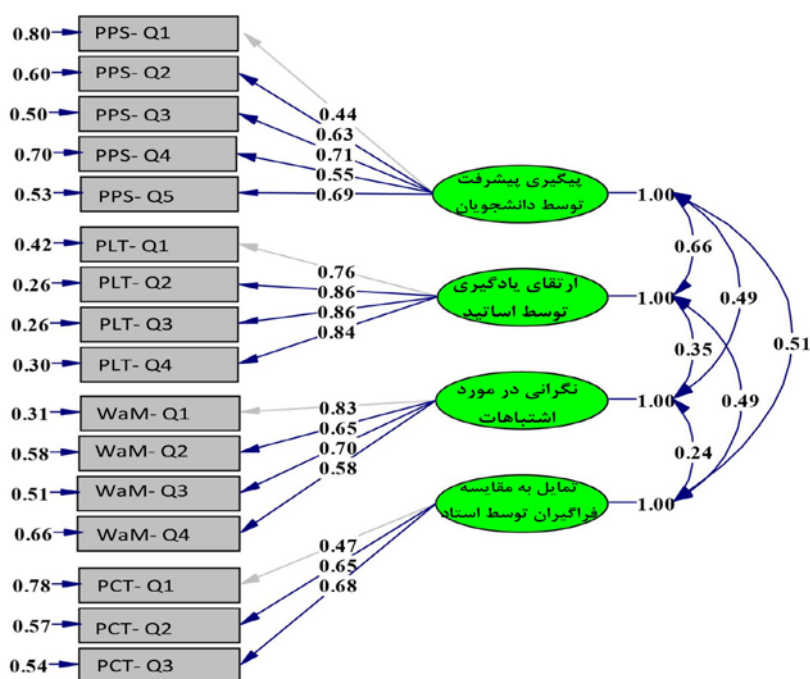 0.80 PPS- Q1
0.60 PPS- Q2
0.50 PPS- Q3
0.70 PPS- Q4
0.53 PPS- Q5
0.42 PLT- Q1
0.26 PLT- Q2
0.26 PLT- Q3
0.30 PLT- Q4
0.31 WaM- Q1
0.58 WaM- Q2
0.51 WaM- Q3
0.66 WaM- Q4
0.78 PCT- Q1
0.57 PCT- Q2
0.54 PCT- Q3
0.44
0.63
0.71
0.55
0.69
0.76
0.86
0.86
0.84
0.83
0.65
0.70
0.58
0.47
0.65
0.68
پیگیری پیشرفت
توسط دانشجویان
ارتقای یادگیری
توسط اساتید
نگرانی در مورد
اشتباهات
تمایل به مقایسه
فراگیران توسط استاد
1.00
1.00
1.00
1.00
0.66
0.49
0.51
0.35
0.49
0.24